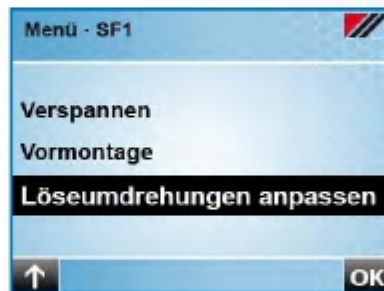 Menü - SF1
Verspannen
Vormontage
Löseumdrehungen anpassen
↑ OK